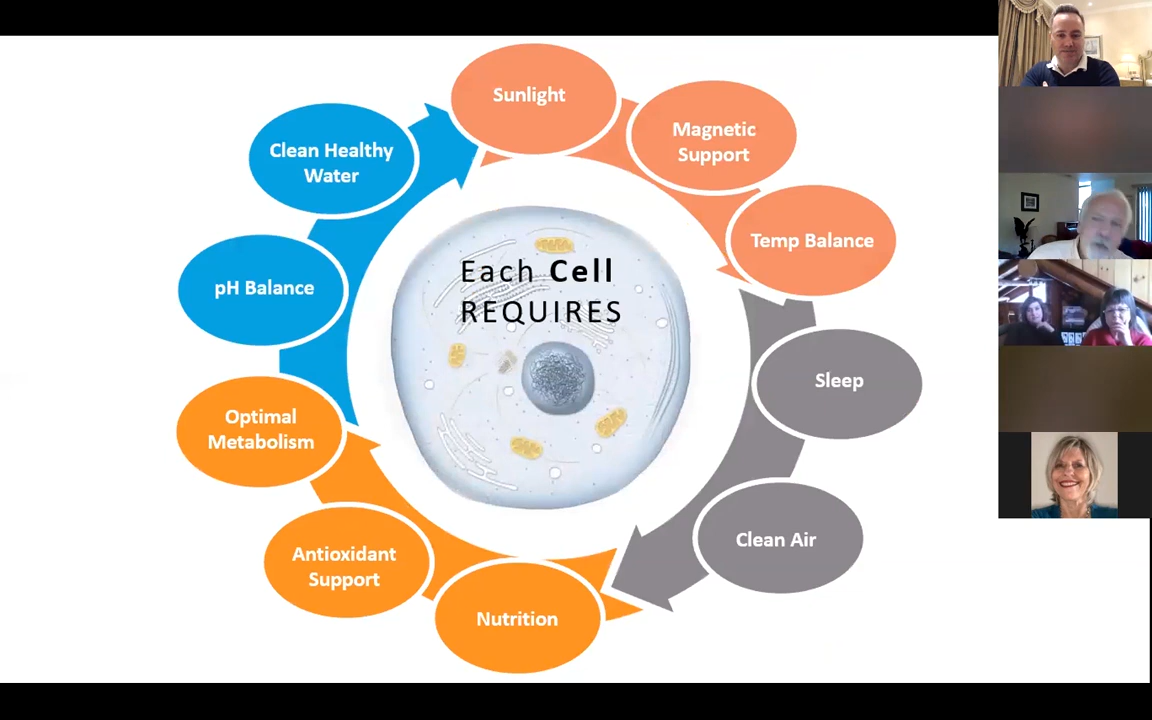 Sunlight
Magnetic
Support
Temp Balance
Sleep
Clean Air
Nutrition
Antioxidant
Support
Optimal
Metabolism
pH Balance
Clean Healthy
Water
Each Cell
REQUIRES